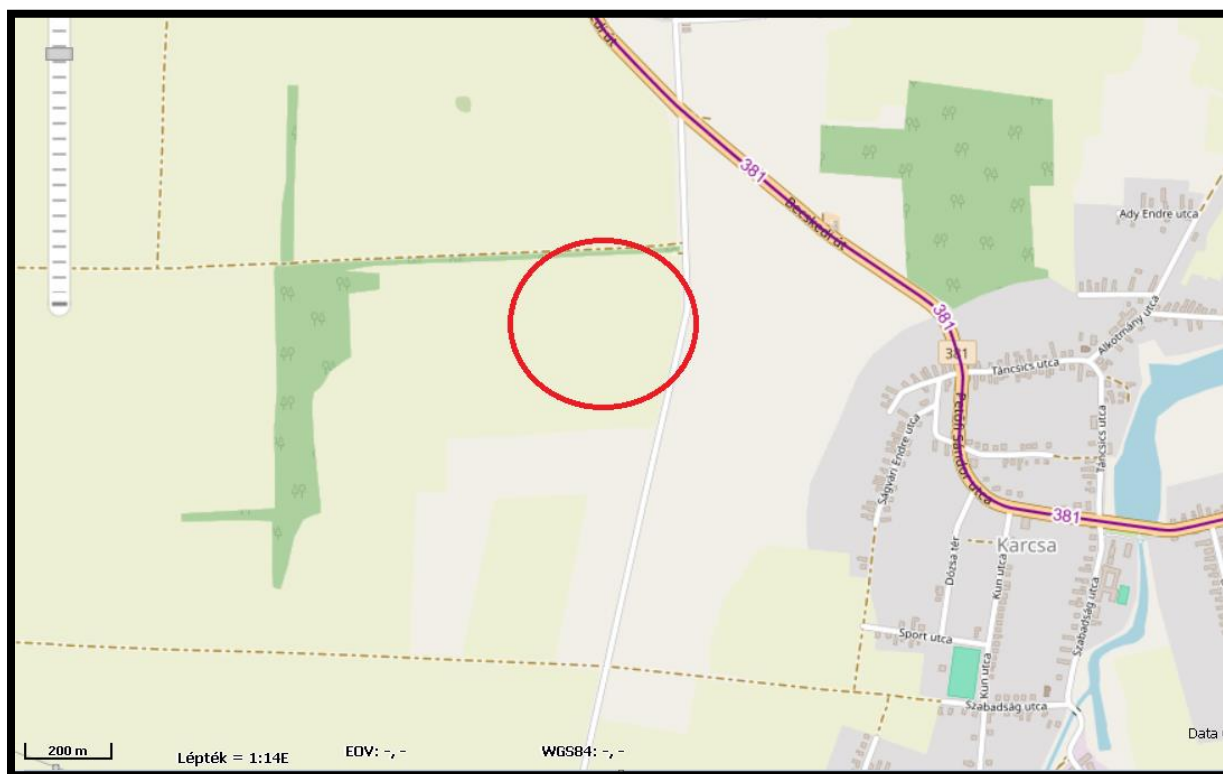 381
Becskedi út
Ady Endre utca
Alkotmány utca
381
381
Táncsics utca
Táncsics utca
Petőfi Sándor utca
Ságvári Endre utca
381
Karcsa
Dózsa tér
Kun utca
Szabadság utca
Sport utca
Kun utca
Szabadság utca
200 m
Lépték = 1:14E
EOV: -, -
WGS84: -, -
Data